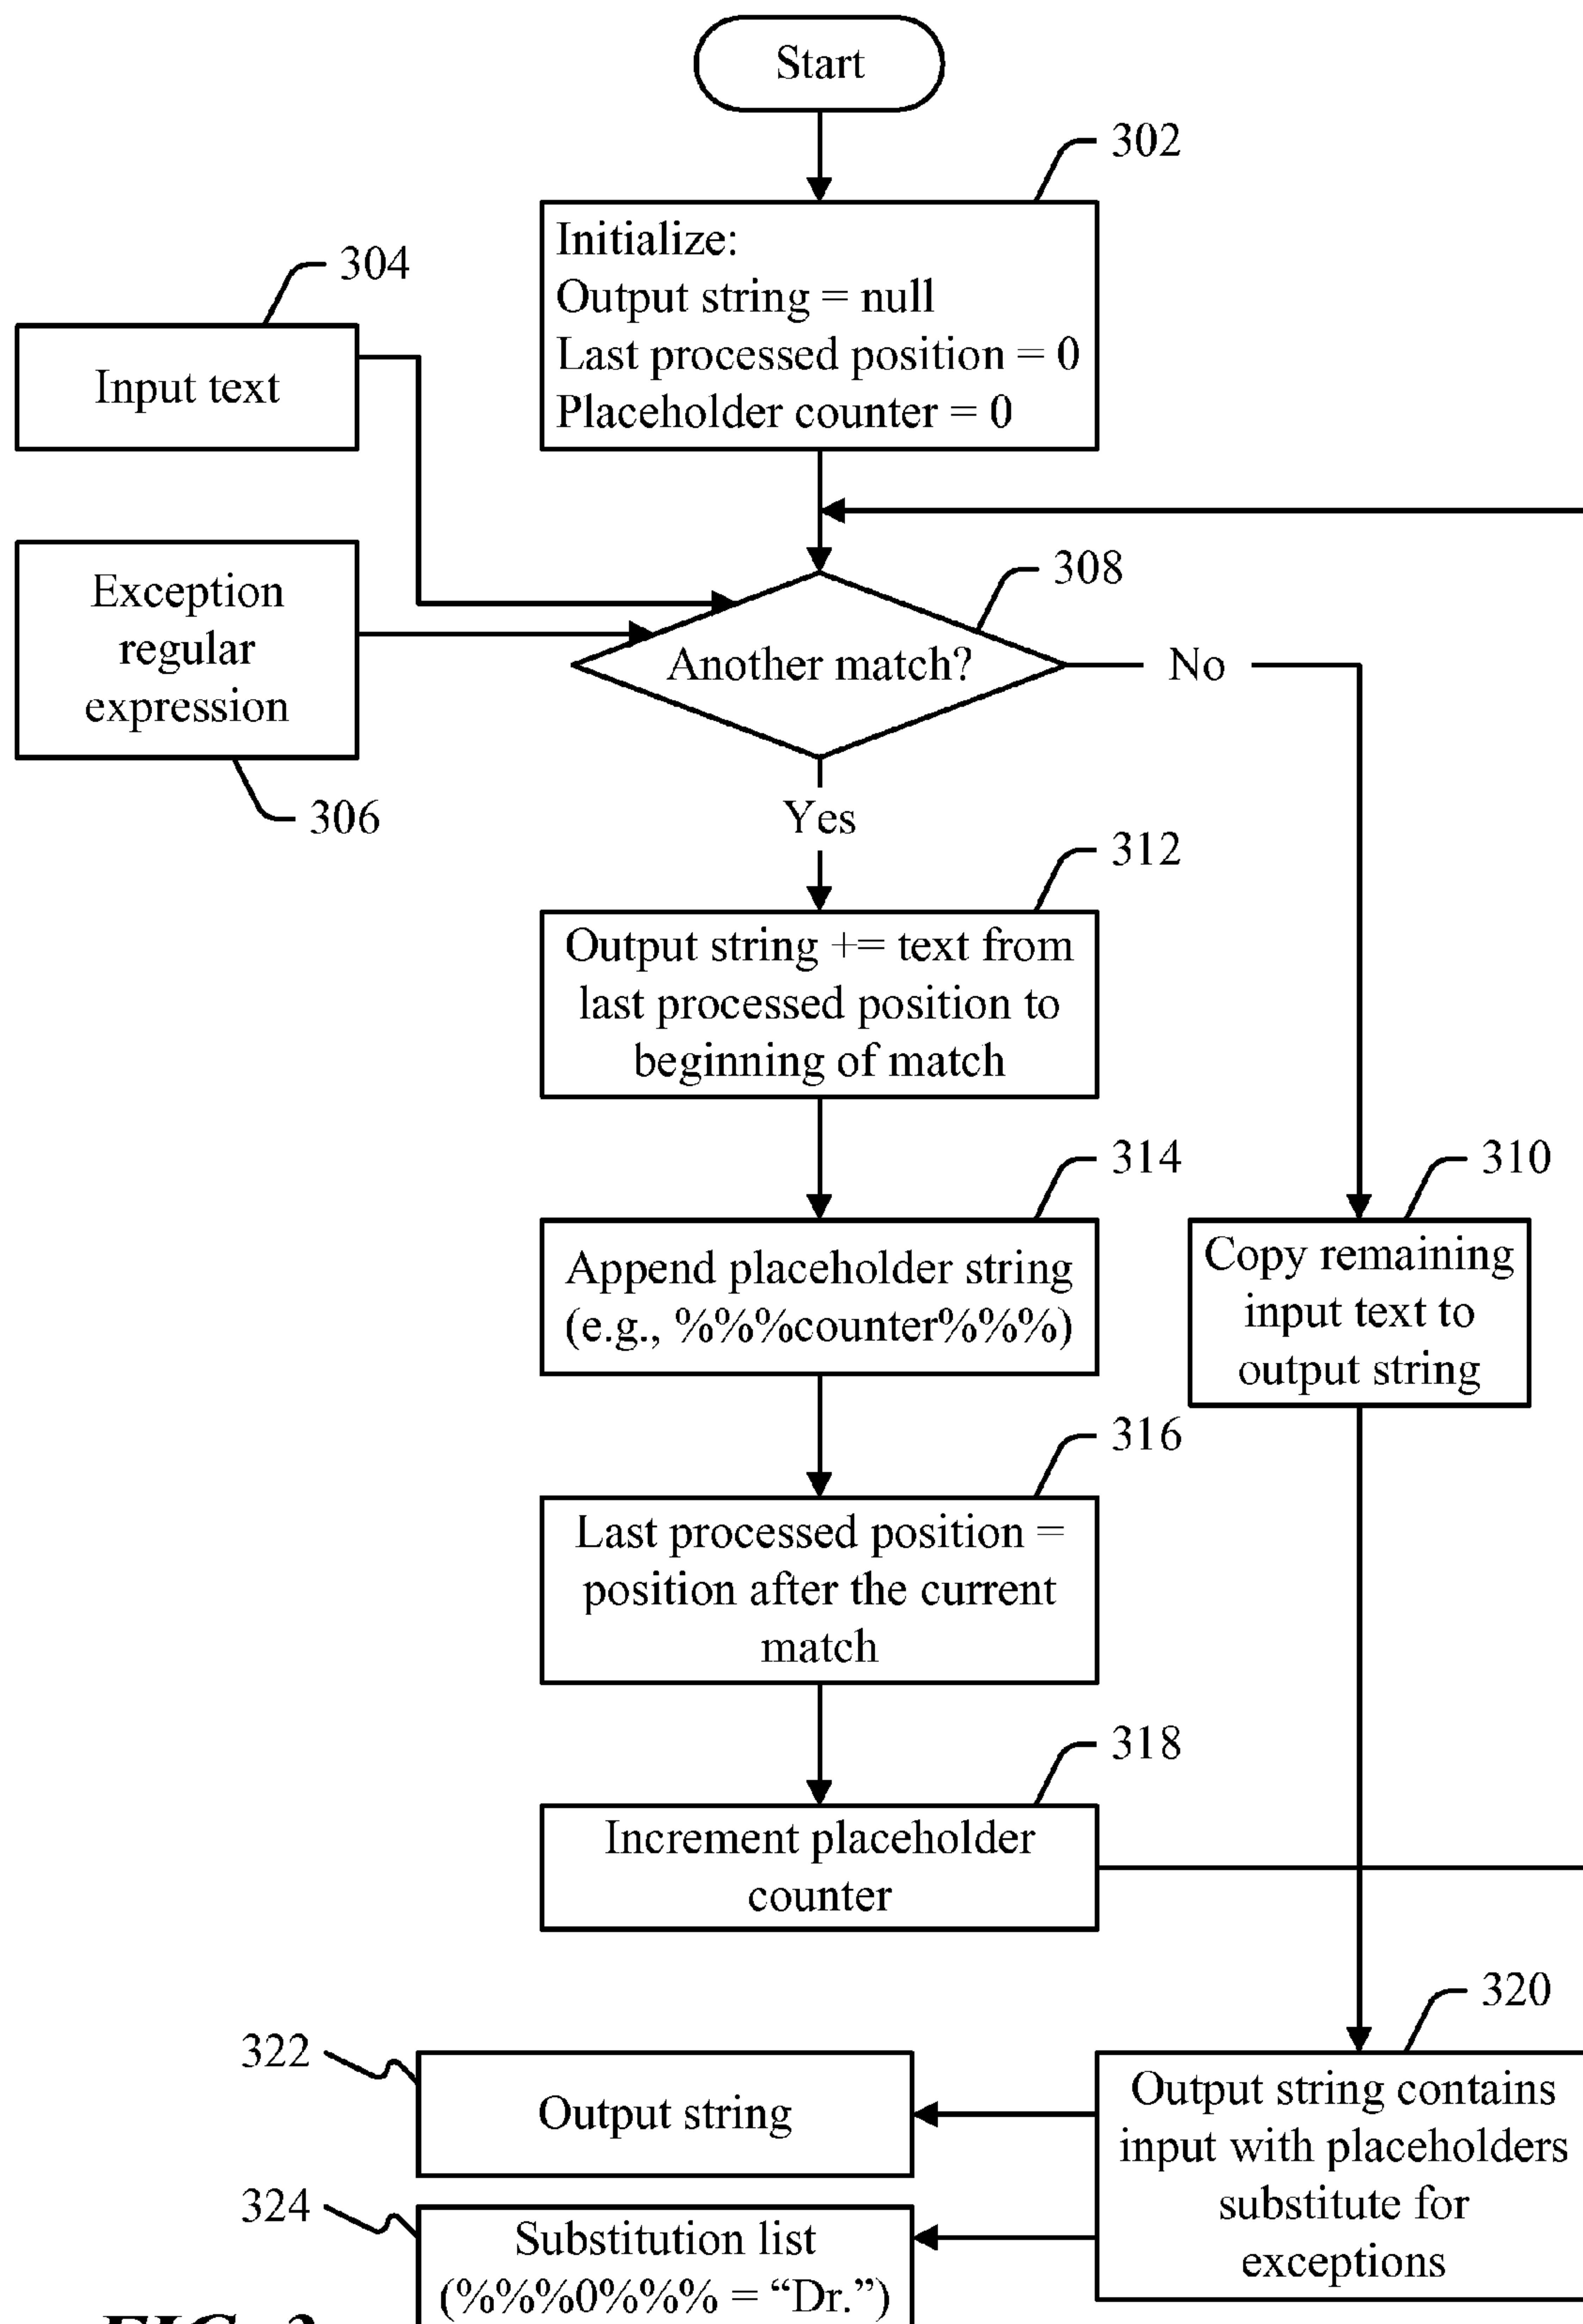 Start
302
Initialize:
Output string = null
Last processed position = 0
Placeholder counter = 0
304
Input text
Exception
regular
expression
306
308
Another match?
No
Yes
312
Output string += text from
last processed position to
beginning of match
314
Append placeholder string
(e.g., %%%counter%%%)
310
Copy remaining
input text to
output string
316
Last processed position =
position after the current
match
318
Increment placeholder
counter
320
Output string contains
input with placeholders
substitute for
exceptions
322
Output string
324
Substitution list
(%%%0%%% = “Dr.”)